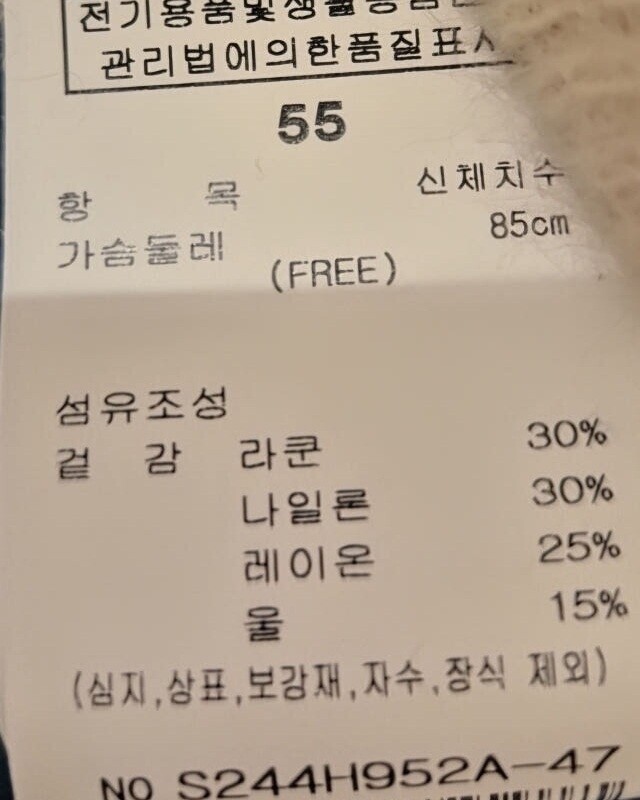 전기용품및생활용품안
관리법에의한품질표시
55
항 목 신체치수
가슴둘레 85cm
(FREE)
섬유조성
겉 감 라쿤 30%
나일론 30%
레이온 25%
울 15%
(심지,상표,보강재,자수,장식 제외)
NO S244H952A-47